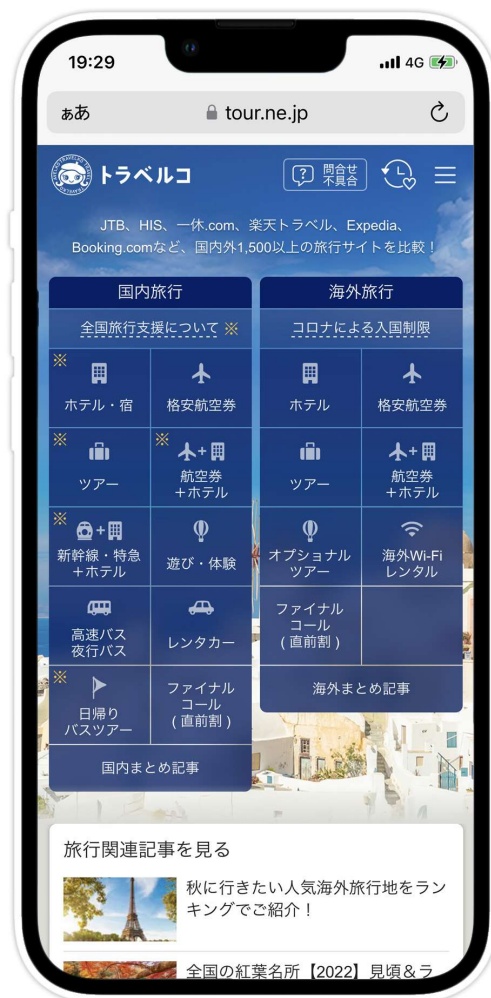 19:29
4G
ぁあ
tour.ne.jp
トラベルコ
問合せ
不具合
JTB、HIS、一休.com、楽天トラベル、Expedia、
Booking.comなど、国内外1,500以上の旅行サイトを比較！
国内旅行
全国旅行支援について ※
※
ホテル・宿
格安航空券
※
ツアー
※
航空券
＋ホテル
※
新幹線・特急
＋ホテル
遊び・体験
高速バス
夜行バス
レンタカー
※
日帰り
バスツアー
ファイナル
コール
(直前割)
国内まとめ記事
海外旅行
コロナによる入国制限
ホテル
格安航空券
ツアー
航空券
＋ホテル
オプショナル
ツアー
海外Wi-Fi
レンタル
ファイナル
コール
(直前割)
海外まとめ記事
旅行関連記事を見る
秋に行きたい人気海外旅行地をラン
キングでご紹介！
全国の紅葉名所【2022】見頃＆ラ